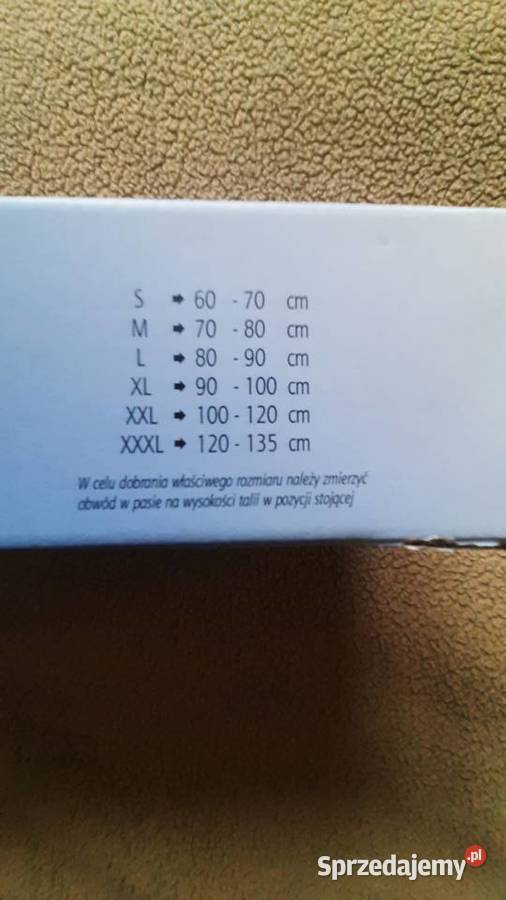 S ➡ 60 - 70 cm
M ➡ 70 - 80 cm
L ➡ 80 - 90 cm
XL ➡ 90 - 100 cm
XXL ➡ 100 - 120 cm
XXXL ➡ 120 - 135 cm
W celu dobrania właściwego rozmiaru należy zmierzyć
obwód w pasie na wysokości talii w pozycji stojącej
Sprzedajemy.pl